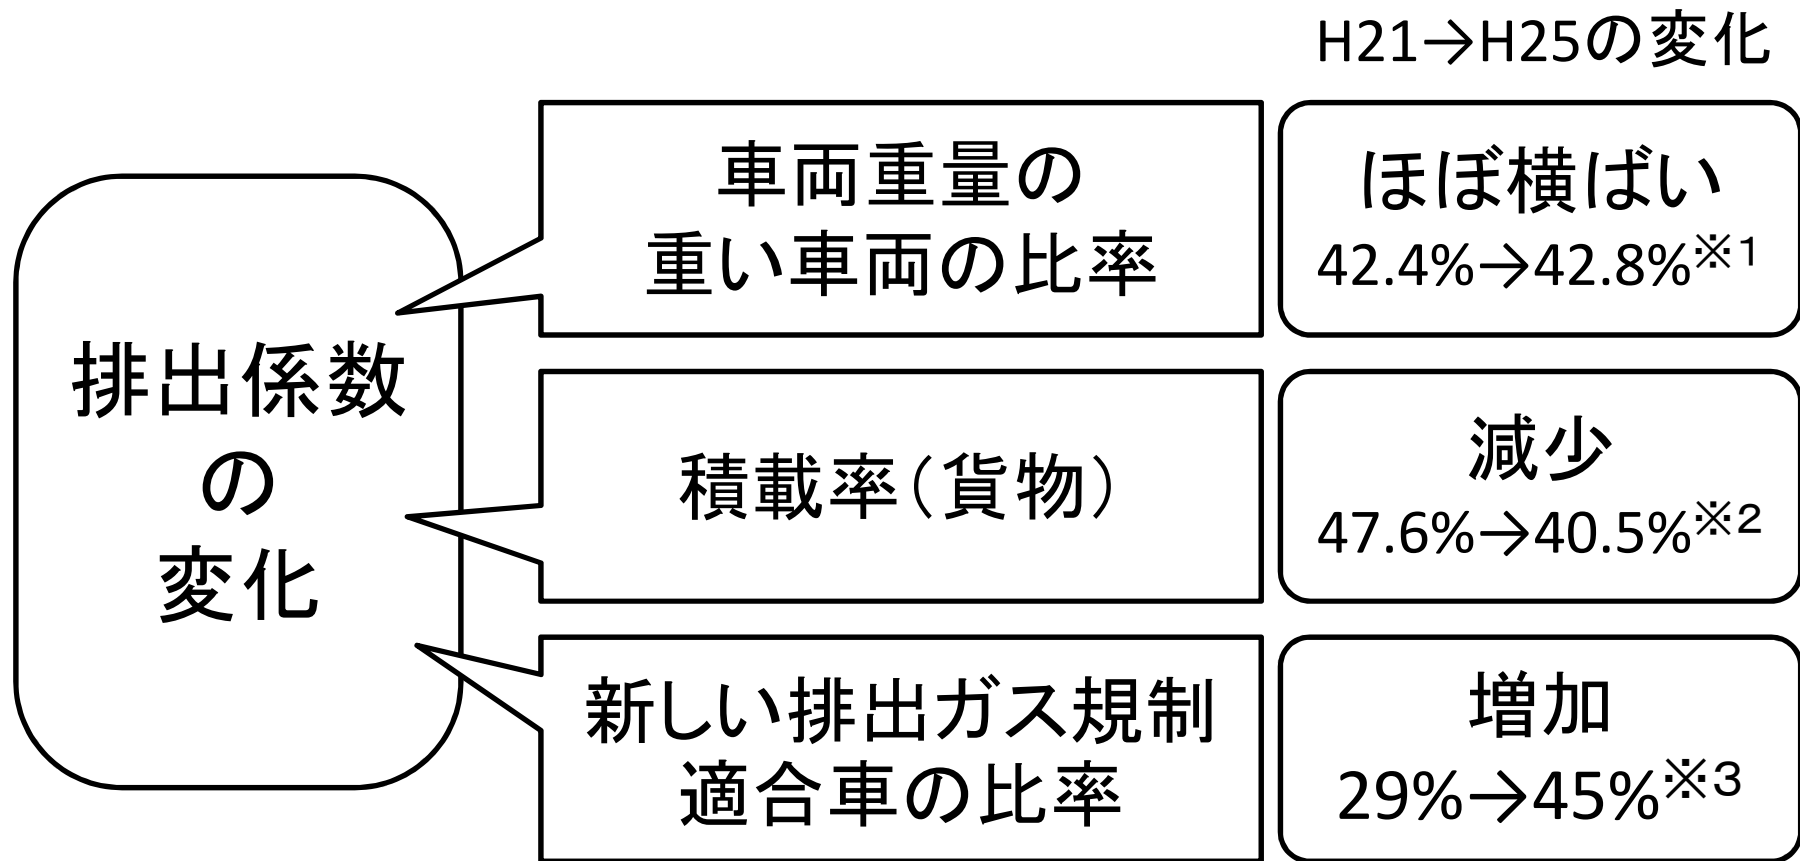 H21→H25の変化
排出係数
の
変化
車両重量の
重い車両の比率
ほぼ横ばい
42.4%→42.8%※1
積載率（貨物）
減少
47.6%→40.5%※2
新しい排出ガス規制
適合車の比率
増加
29%→45%※3